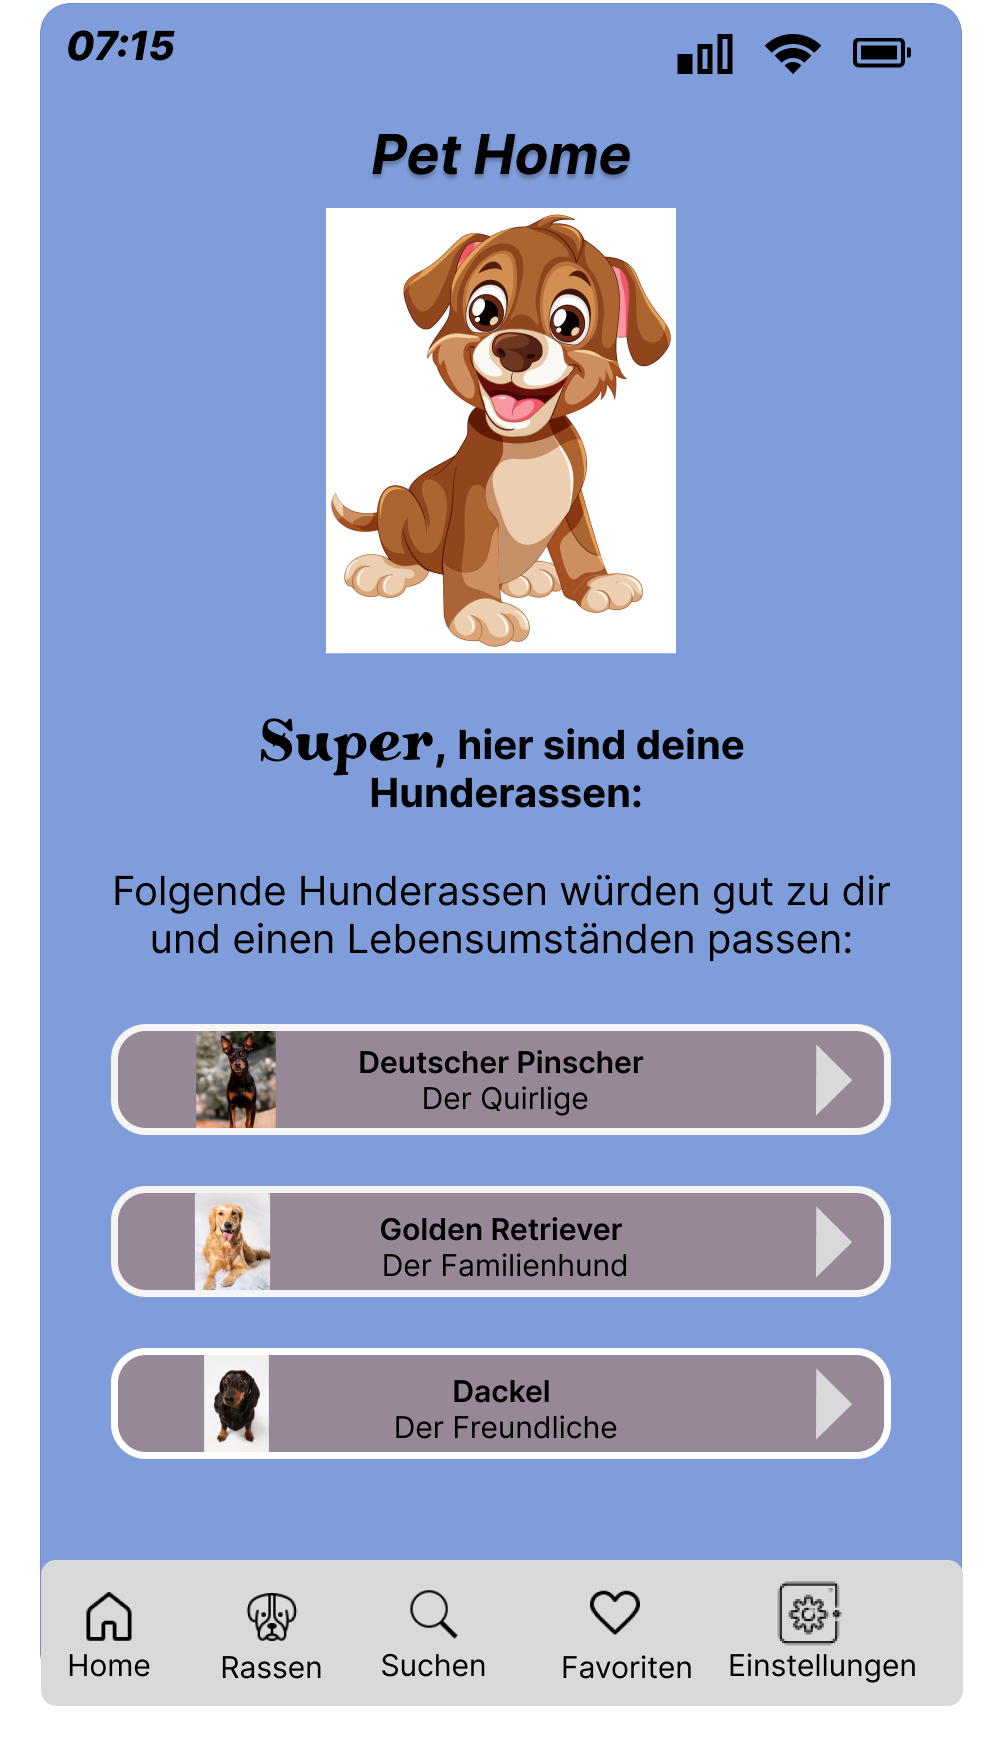 07:15
Pet Home
Super, hier sind deine
Hunderassen:
Folgende Hunderassen würden gut zu dir
und einen Lebensumständen passen:
Deutscher Pinscher
Der Quirlige
Golden Retriever
Der Familienhund
Dackel
Der Freundliche
Home Rassen Suchen Favoriten Einstellungen